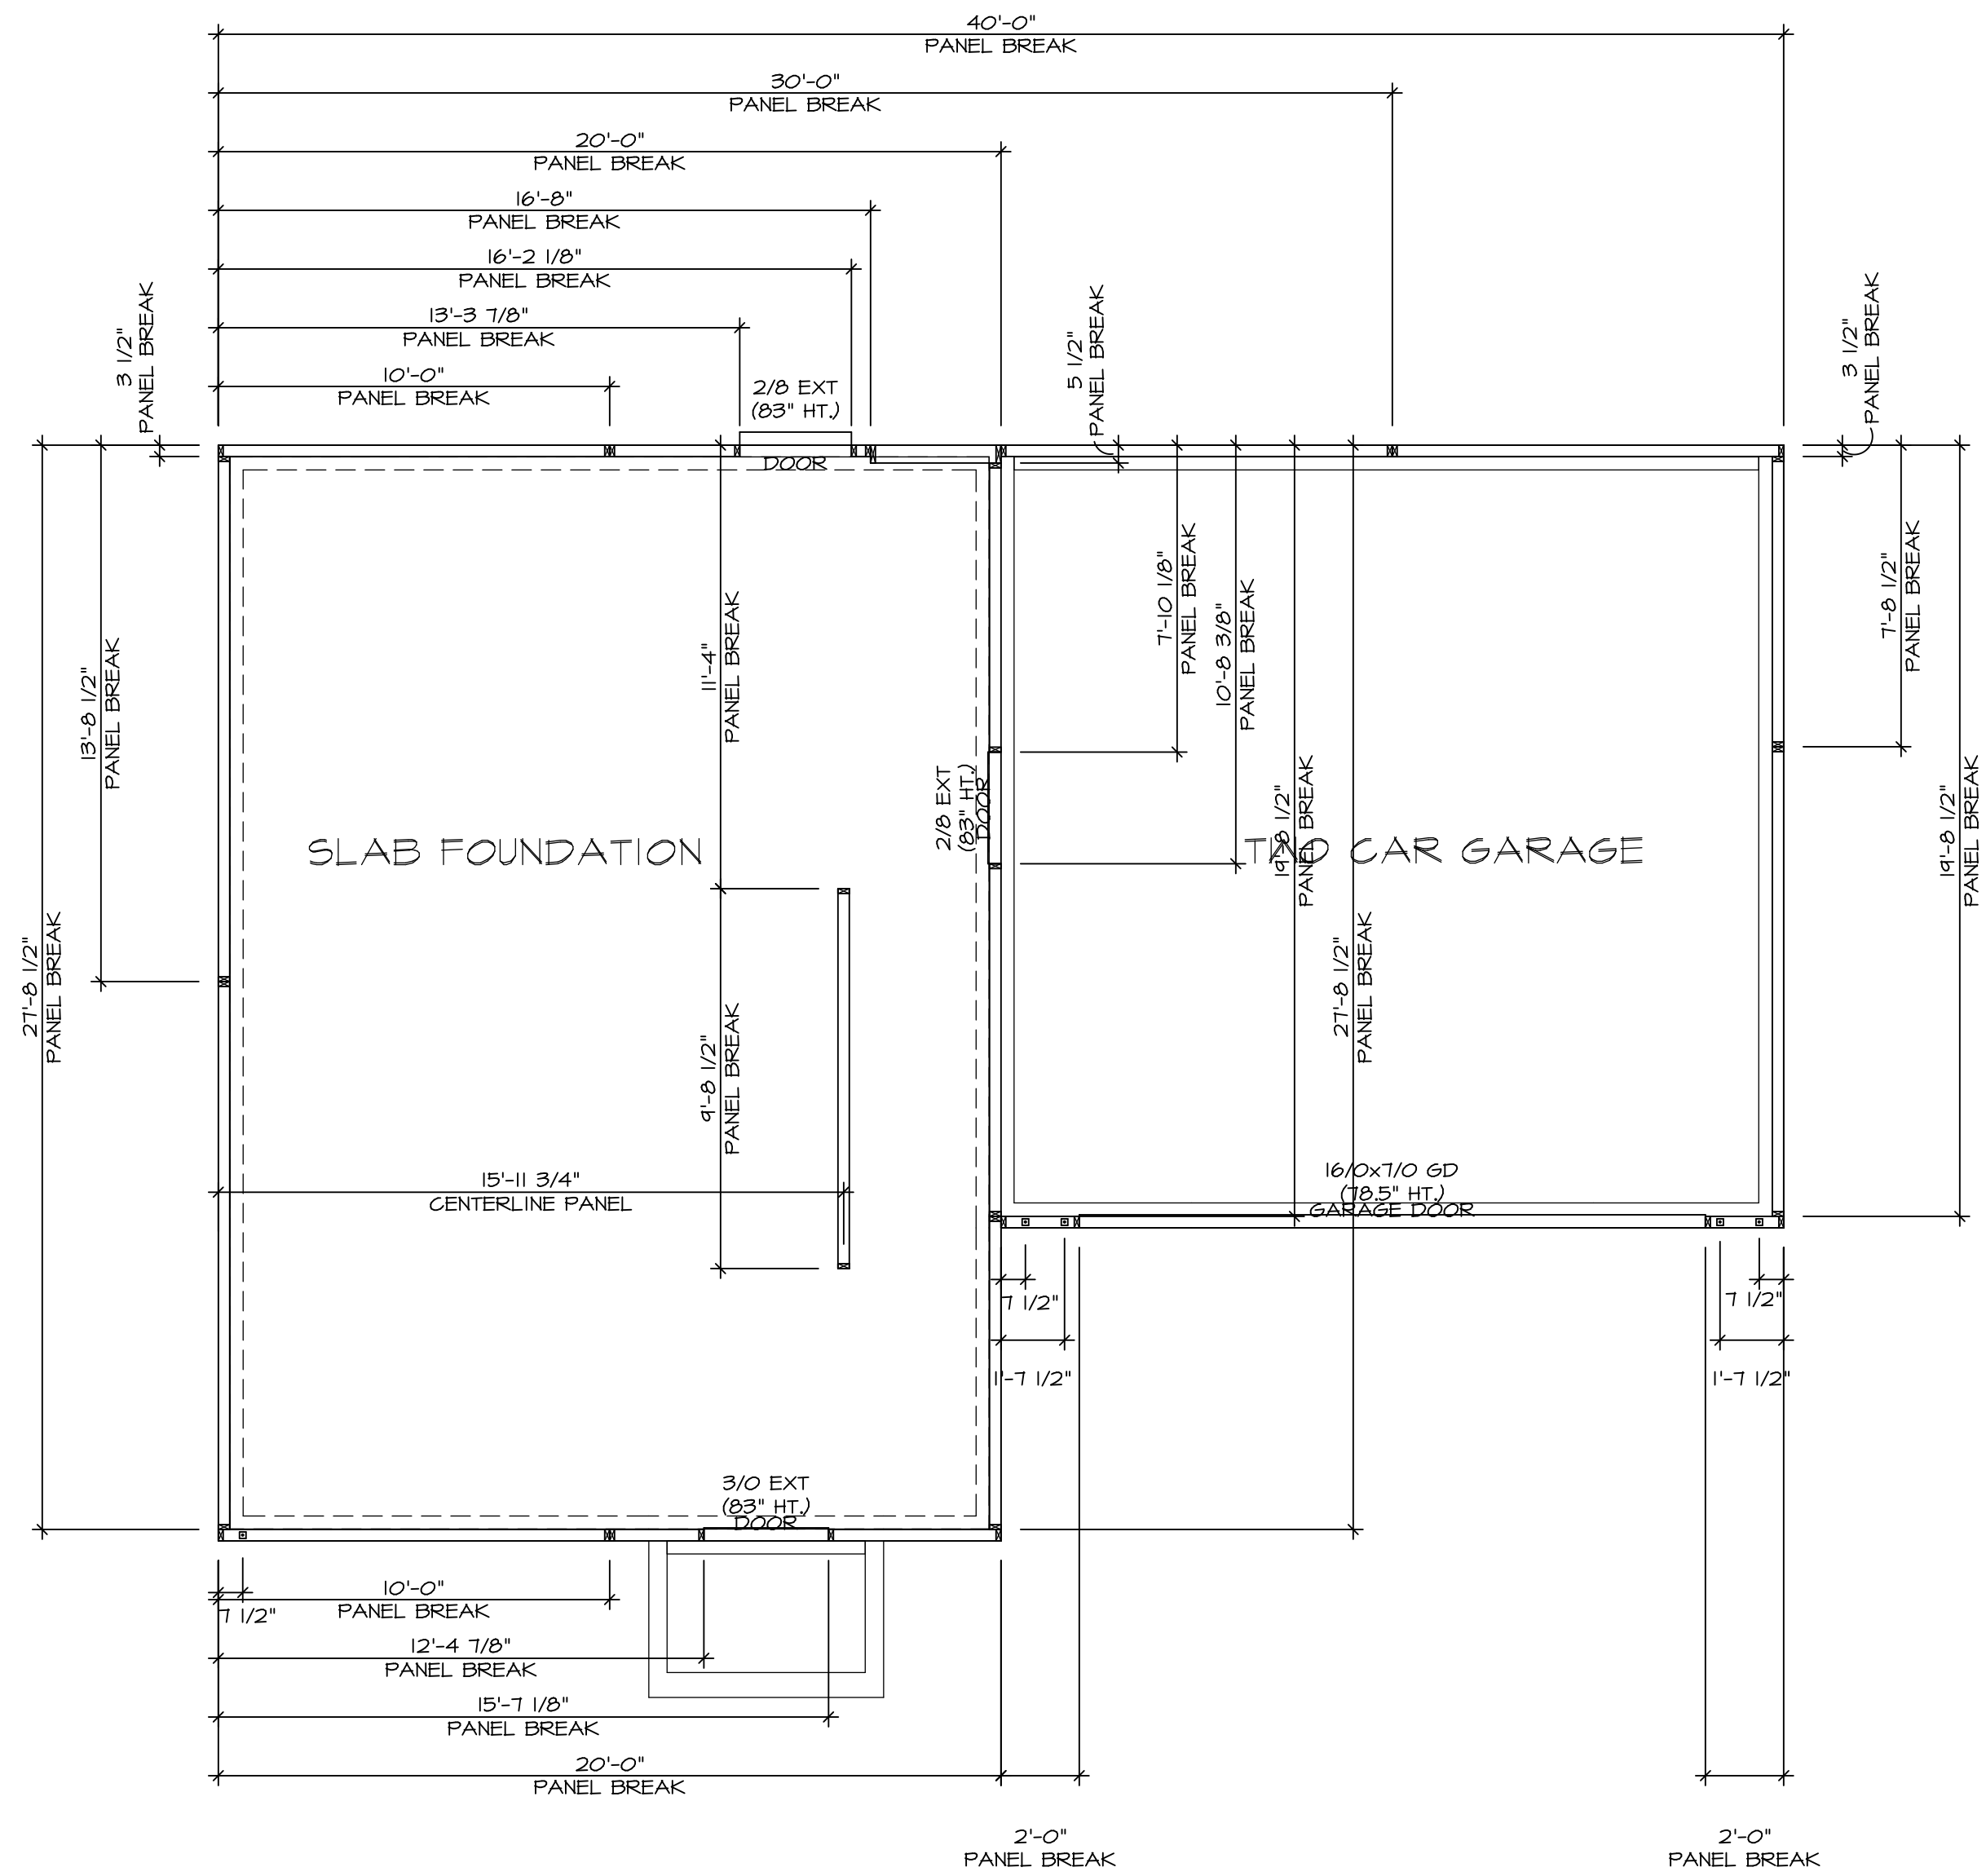 40'-0"
PANEL BREAK
30'-0"
PANEL BREAK
20'-0"
PANEL BREAK
16'-8"
PANEL BREAK
16'-2 1/8"
PANEL BREAK
13'-3 7/8"
PANEL BREAK
10'-0"
PANEL BREAK
2/8 EXT
(83" HT.)
DOOR
3 1/2"
PANEL BREAK
5 1/2"
PANEL BREAK
3 1/2"
PANEL BREAK
27'-8 1/2"
PANEL BREAK
13'-8 1/2"
PANEL BREAK
11'-4"
PANEL BREAK
7'-10 1/8"
PANEL BREAK
10'-8 3/8"
PANEL BREAK
19'-8 1/2"
PANEL BREAK
27'-8 1/2"
PANEL BREAK
7'-8 1/2"
PANEL BREAK
19'-8 1/2"
PANEL BREAK
2/8 EXT
(83" HT.)
DOOR
SLAB FOUNDATION
TWO CAR GARAGE
9'-8 1/2"
PANEL BREAK
15'-11 3/4"
CENTERLINE PANEL
16/0x7/0 GD
(78.5" HT.)
GARAGE DOOR
7 1/2"
7 1/2"
1'-7 1/2"
1'-7 1/2"
3/0 EXT
(83" HT.)
DOOR
10'-0"
PANEL BREAK
7 1/2"
12'-4 7/8"
PANEL BREAK
15'-7 1/8"
PANEL BREAK
20'-0"
PANEL BREAK
2'-0"
PANEL BREAK
2'-0"
PANEL BREAK